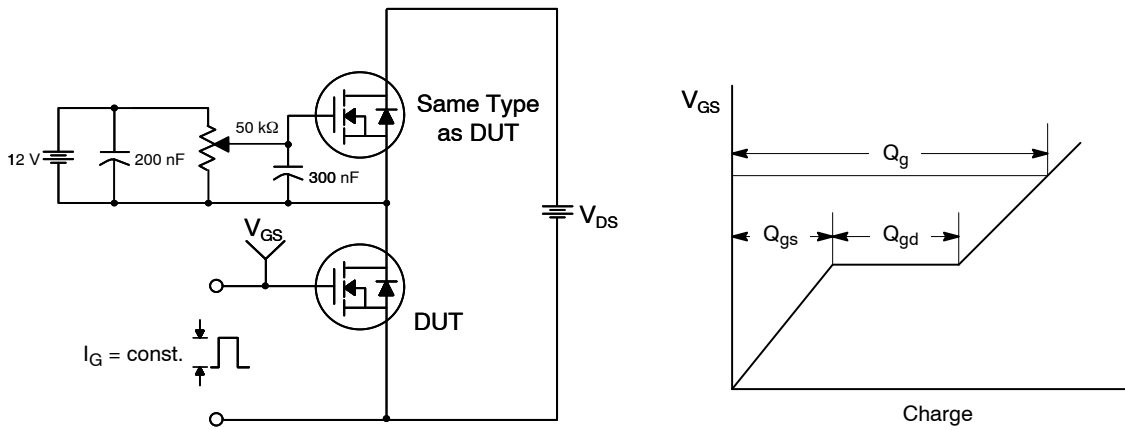 12 V
200 nF
50 kΩ
300 nF
Same Type
as DUT
V_DS
V_GS
DUT
I_G = const.
V_GS
Q_g
Q_gs
Q_gd
Charge